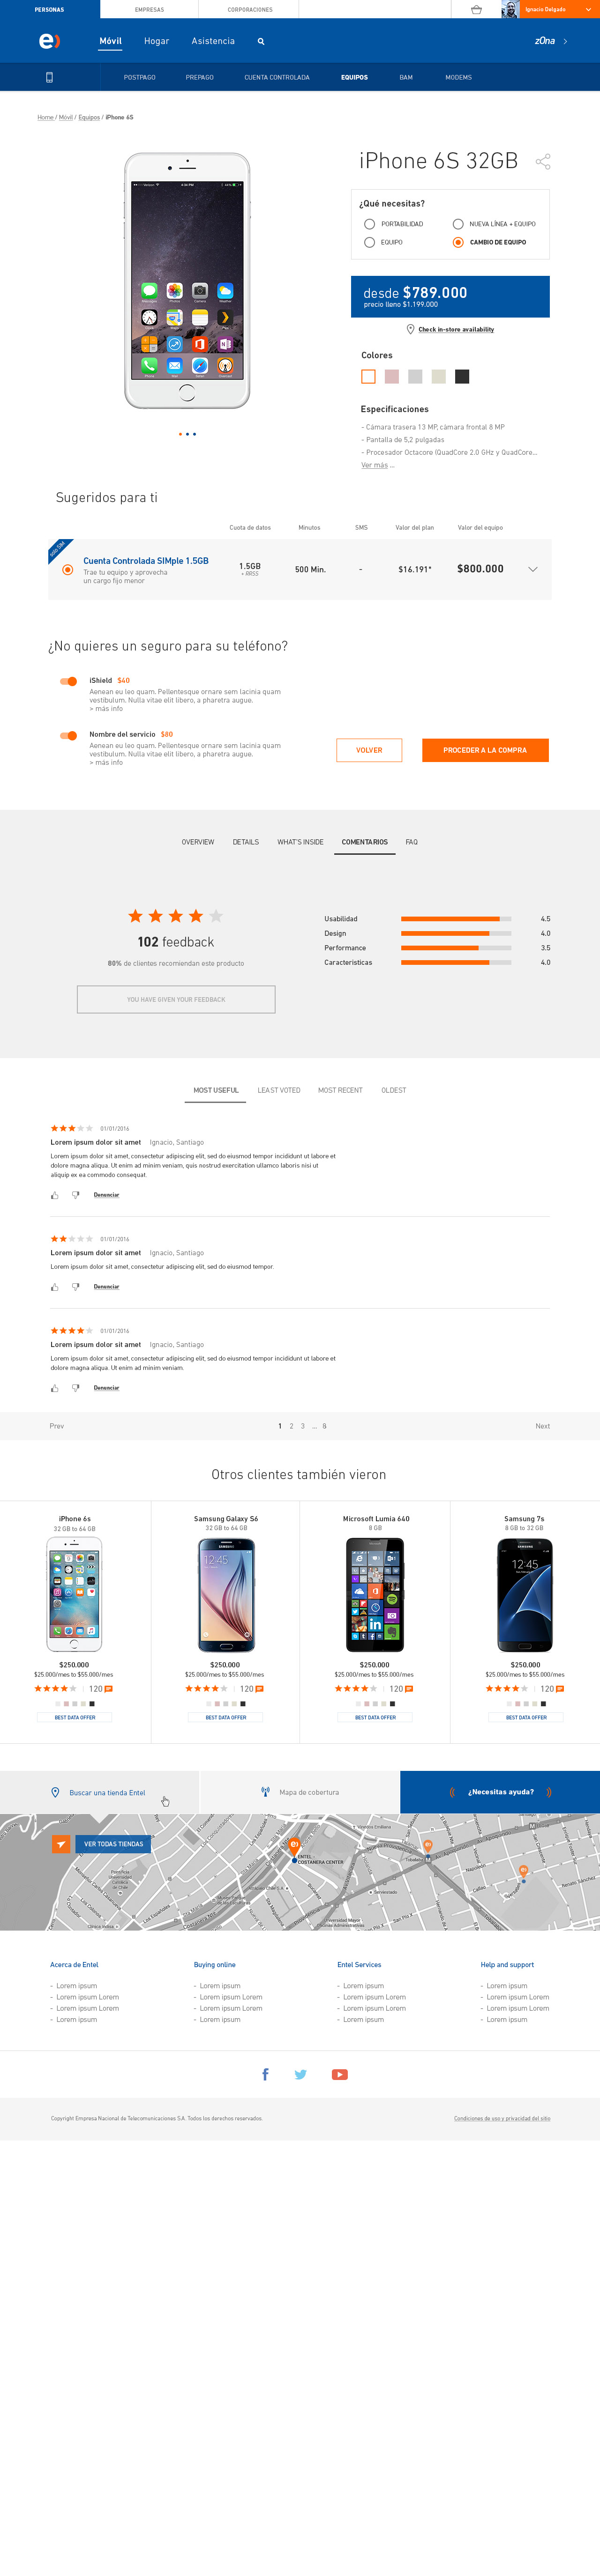 PERSONAS
EMPRESAS
CORPORACIONES
Ignacio Delgado
Móvil
Hogar
Asistencia
zOna
POSTPAGO
PREPAGO
CUENTA CONTROLADA
EQUIPOS
BAM
MODEMS
Home / Móvil / Equipos / iPhone 6S
iPhone 6S 32GB
¿Qué necesitas?
PORTABILIDAD
NUEVA LÍNEA + EQUIPO
EQUIPO
CAMBIO DE EQUIPO
desde $789.000
precio lleno $1.199.000
Check in-store availability
Colores
Especificaciones
- Cámara trasera 13 MP, cámara frontal 8 MP
- Pantalla de 5,2 pulgadas
- Procesador Octacore (QuadCore 2.0 GHz y QuadCore...
Ver más ...
Sugeridos para ti
Cuota de datos
Minutos
SMS
Valor del plan
Valor del equipo
Cuenta Controlada SIMple 1.5GB
Trae tu equipo y aprovecha
un cargo fijo menor
1.5GB
+ RRSS
500 Min.
-
$16.191*
$800.000
¿No quieres un seguro para su teléfono?
iShield $40
Aenean eu leo quam. Pellentesque ornare sem lacinia quam
vestibulum. Nulla vitae elit libero, a pharetra augue.
> más info
Nombre del servicio $80
Aenean eu leo quam. Pellentesque ornare sem lacinia quam
vestibulum. Nulla vitae elit libero, a pharetra augue.
> más info
VOLVER
PROCEDER A LA COMPRA
OVERVIEW
DETAILS
WHAT'S INSIDE
COMENTARIOS
FAQ
102 feedback
80% de clientes recomiendan este producto
YOU HAVE GIVEN YOUR FEEDBACK
Usabilidad 4.5
Design 4.0
Performance 3.5
Características 4.0
MOST USEFUL
LEAST VOTED
MOST RECENT
OLDEST
01/01/2016
Lorem ipsum dolor sit amet Ignacio, Santiago
Lorem ipsum dolor sit amet, consectetur adipiscing elit, sed do eiusmod tempor incididunt ut labore et
dolore magna aliqua. Ut enim ad minim veniam, quis nostrud exercitation ullamco laboris nisi ut
aliquip ex ea commodo consequat.
Denunciar
01/01/2016
Lorem ipsum dolor sit amet Ignacio, Santiago
Lorem ipsum dolor sit amet, consectetur adipiscing elit, sed do eiusmod tempor.
Denunciar
01/01/2016
Lorem ipsum dolor sit amet Ignacio, Santiago
Lorem ipsum dolor sit amet, consectetur adipiscing elit, sed do eiusmod tempor incididunt ut labore et
dolore magna aliqua. Ut enim ad minim veniam.
Denunciar
Prev
1 2 3 ... 8
Next
Otros clientes también vieron
iPhone 6s
32 GB to 64 GB
$250.000
$25.000/mes to $55.000/mes
120
BEST DATA OFFER
Samsung Galaxy S6
32 GB to 64 GB
$250.000
$25.000/mes to $55.000/mes
120
BEST DATA OFFER
Microsoft Lumia 640
8 GB
$250.000
$25.000/mes to $55.000/mes
120
BEST DATA OFFER
Samsung 7s
8 GB to 32 GB
$250.000
$25.000/mes to $55.000/mes
120
BEST DATA OFFER
Buscar una tienda Entel
Mapa de cobertura
¿Necesitas ayuda?
VER TODAS TIENDAS
ENTEL -
COSTANERA CENTER
Acerca de Entel
- Lorem ipsum
- Lorem ipsum Lorem
- Lorem ipsum Lorem
- Lorem ipsum
Buying online
- Lorem ipsum
- Lorem ipsum Lorem
- Lorem ipsum Lorem
- Lorem ipsum
Entel Services
- Lorem ipsum
- Lorem ipsum Lorem
- Lorem ipsum Lorem
- Lorem ipsum
Help and support
- Lorem ipsum
- Lorem ipsum Lorem
- Lorem ipsum Lorem
- Lorem ipsum
Copyright Empresa Nacional de Telecomunicaciones S.A. Todos los derechos reservados.
Condiciones de uso y privacidad del sitio